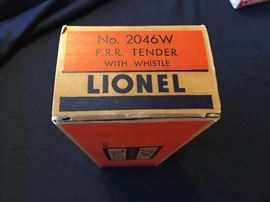 No. 2046W
P.R.R. TENDER
WITH WHISTLE
LIONEL